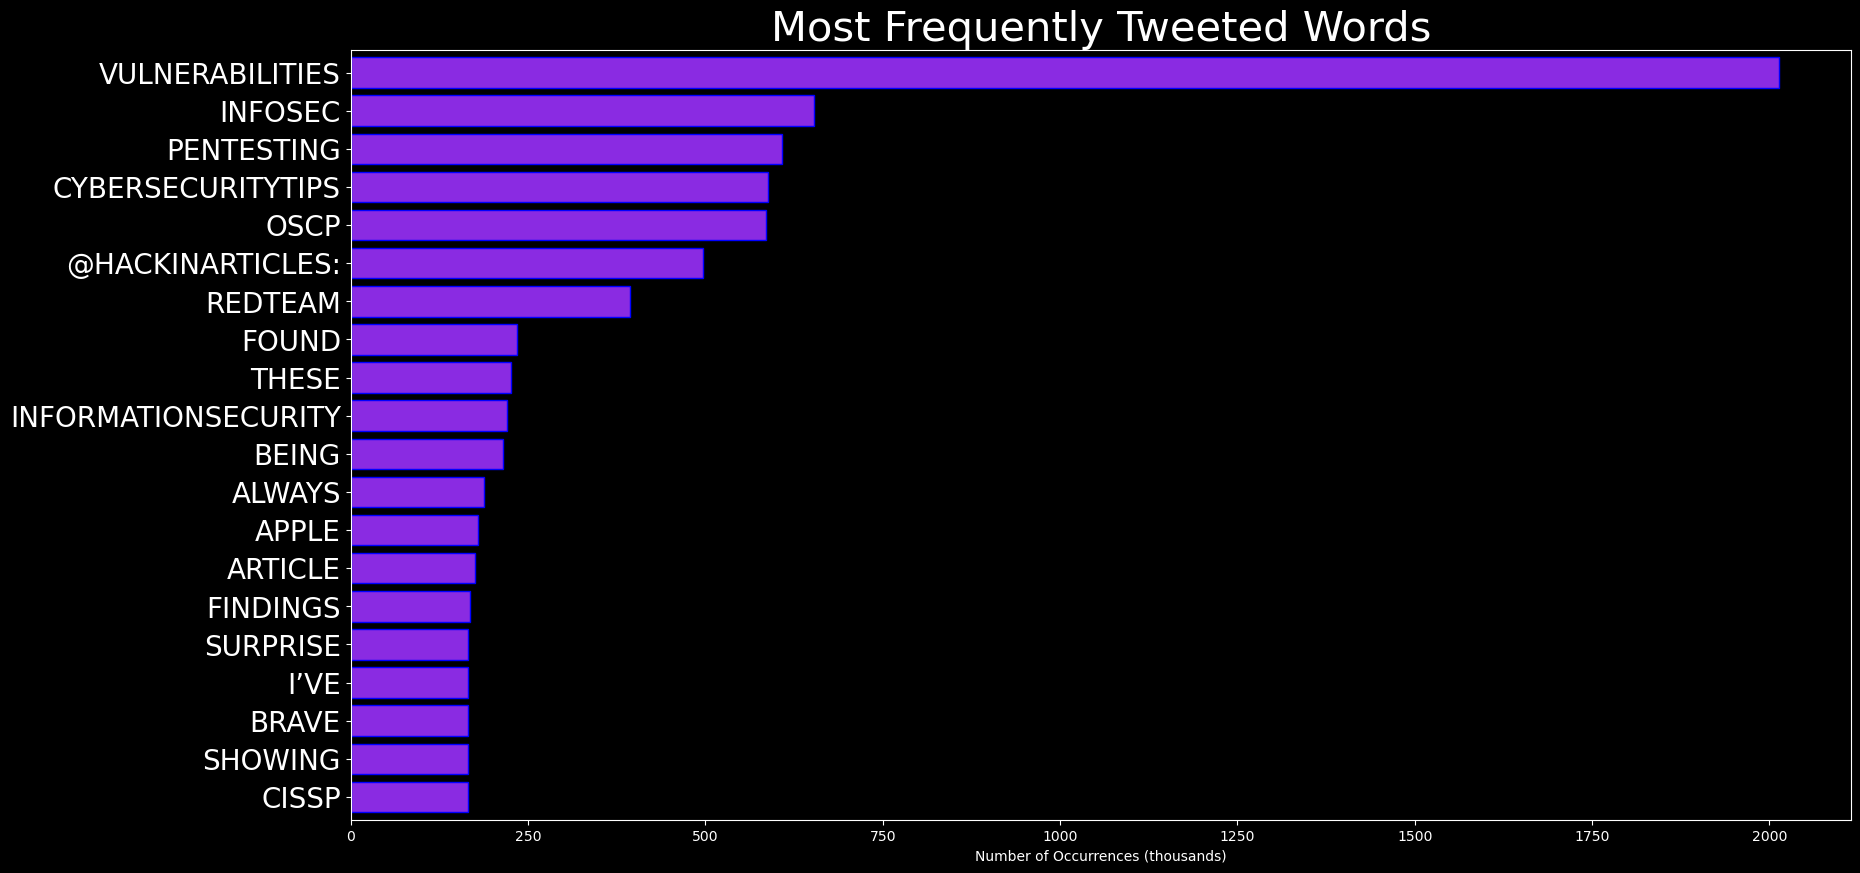 Most Frequently Tweeted Words
VULNERABILITIES
INFOSEC
PENTESTING
CYBERSECURITYTIPS
OSCP
@HACKINARTICLES:
REDTEAM
FOUND
THESE
INFORMATIONSECURITY
BEING
ALWAYS
APPLE
ARTICLE
FINDINGS
SURPRISE
I’VE
BRAVE
SHOWING
CISSP
0 250 500 750 1000 1250 1500 1750 2000
Number of Occurrences (thousands)